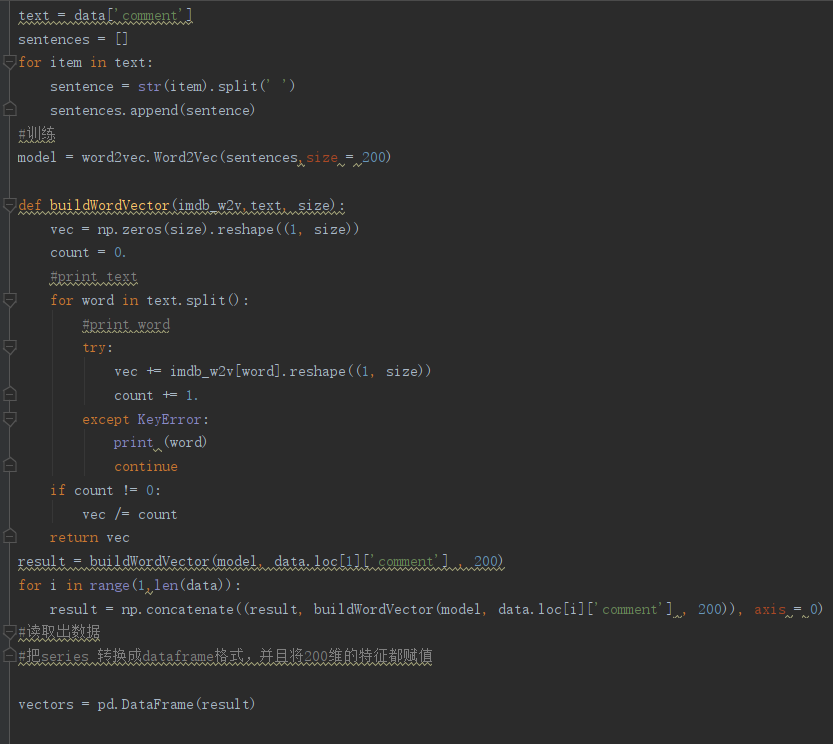 text = data['comment']
sentences = []
for item in text:
    sentence = str(item).split(' ')
    sentences.append(sentence)
#训练
model = word2vec.Word2Vec(sentences,size = 200)
def buildWordVector(imdb_w2v,text, size):
    vec = np.zeros(size).reshape((1, size))
    count = 0.
    #print text
    for word in text.split():
        #print word
        try:
            vec += imdb_w2v[word].reshape((1, size))
            count += 1.
        except KeyError:
            print (word)
            continue
    if count != 0:
        vec /= count
    return vec
result = buildWordVector(model, data.loc[1]['comment'] , 200)
for i in range(1,len(data)):
    result = np.concatenate((result, buildWordVector(model, data.loc[i]['comment'] , 200)), axis = 0)
#读取出数据
#把series 转换成dataframe格式，并且将200维的特征都赋值
vectors = pd.DataFrame(result)